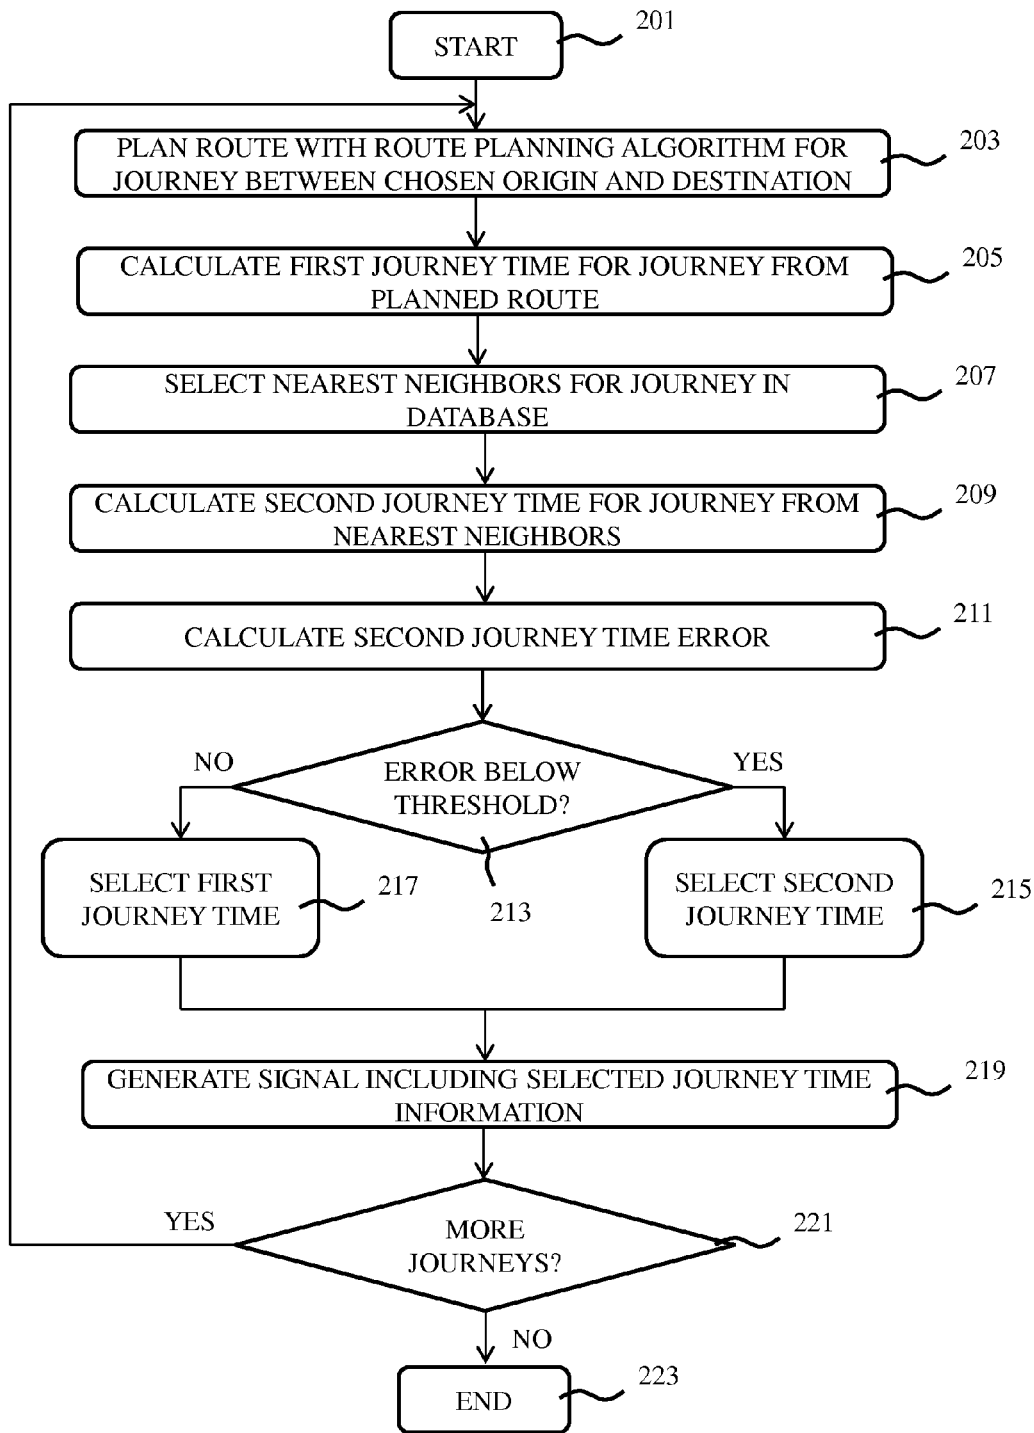 START
201
PLAN ROUTE WITH ROUTE PLANNING ALGORITHM FOR
JOURNEY BETWEEN CHOSEN ORIGIN AND DESTINATION
203
CALCULATE FIRST JOURNEY TIME FOR JOURNEY FROM
PLANNED ROUTE
205
SELECT NEAREST NEIGHBORS FOR JOURNEY IN
DATABASE
207
CALCULATE SECOND JOURNEY TIME FOR JOURNEY FROM
NEAREST NEIGHBORS
209
CALCULATE SECOND JOURNEY TIME ERROR
211
NO
ERROR BELOW
THRESHOLD?
YES
213
SELECT FIRST
JOURNEY TIME
217
SELECT SECOND
JOURNEY TIME
215
GENERATE SIGNAL INCLUDING SELECTED JOURNEY TIME
INFORMATION
219
YES
MORE
JOURNEYS?
221
NO
END
223